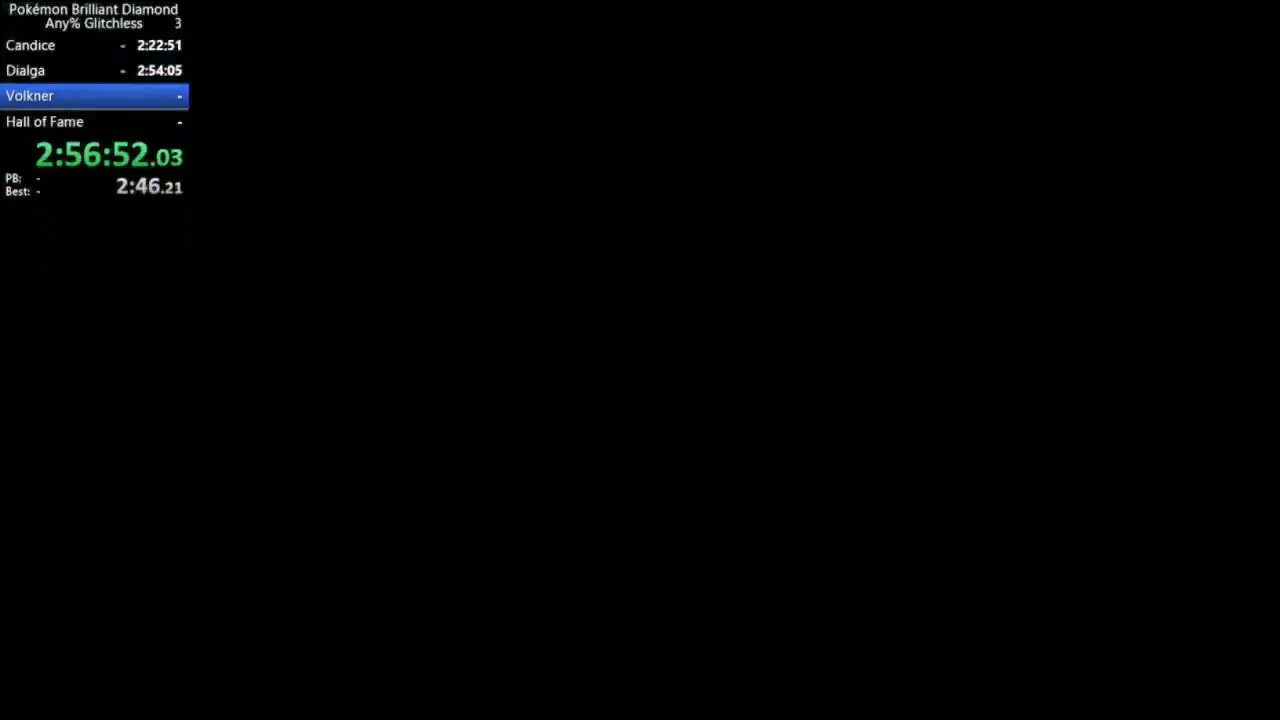 Pokémon Brilliant Diamond
Any% Glitchless 3
Candice - 2:22:51
Dialga - 2:54:05
Volkner -
Hall of Fame -
2:56:52.03
PB: -
Best: - 2:46.21